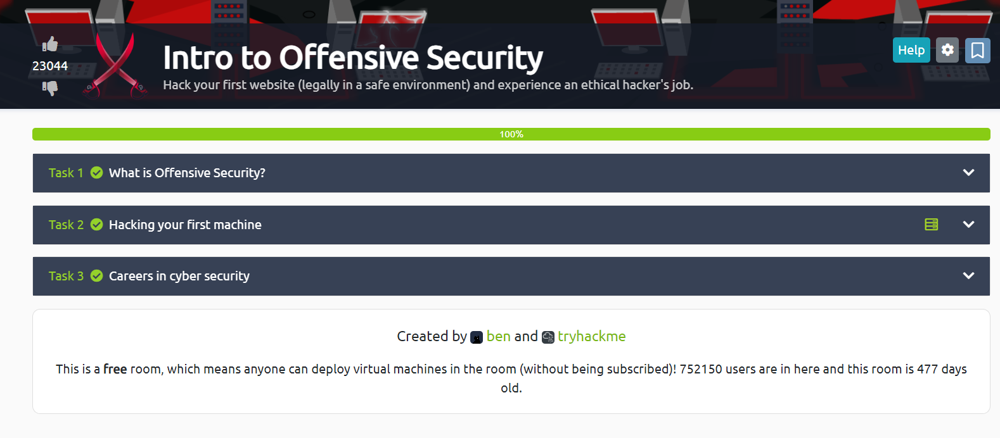 Intro to Offensive Security
Hack your first website (legally in a safe environment) and experience an ethical hacker's job.
23044
Help
100%
Task 1 What is Offensive Security?
Task 2 Hacking your first machine
Task 3 Careers in cyber security
Created by ben and tryhackme
This is a free room, which means anyone can deploy virtual machines in the room (without being subscribed)! 752150 users are in here and this room is 477 days
old.